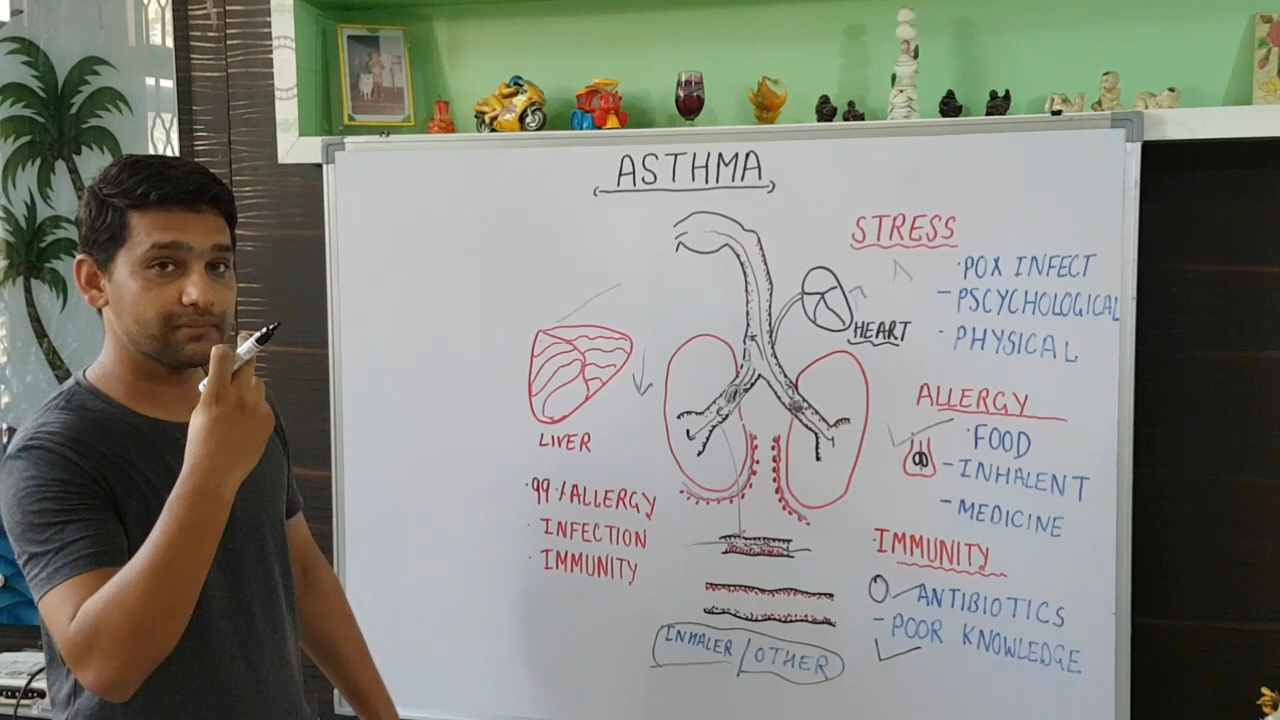 ASTHMA
STRESS
· POX INFECT
- PSCYCHOLOGICAL
· PHYSICAL
HEART
LIVER
ALLERGY
· FOOD
- INHALENT
- MEDICINE
· 99 % ALLERGY
· INFECTION
· IMMUNITY
IMMUNITY
ANTIBIOTICS
- POOR KNOWLEDGE
INHALER / OTHER